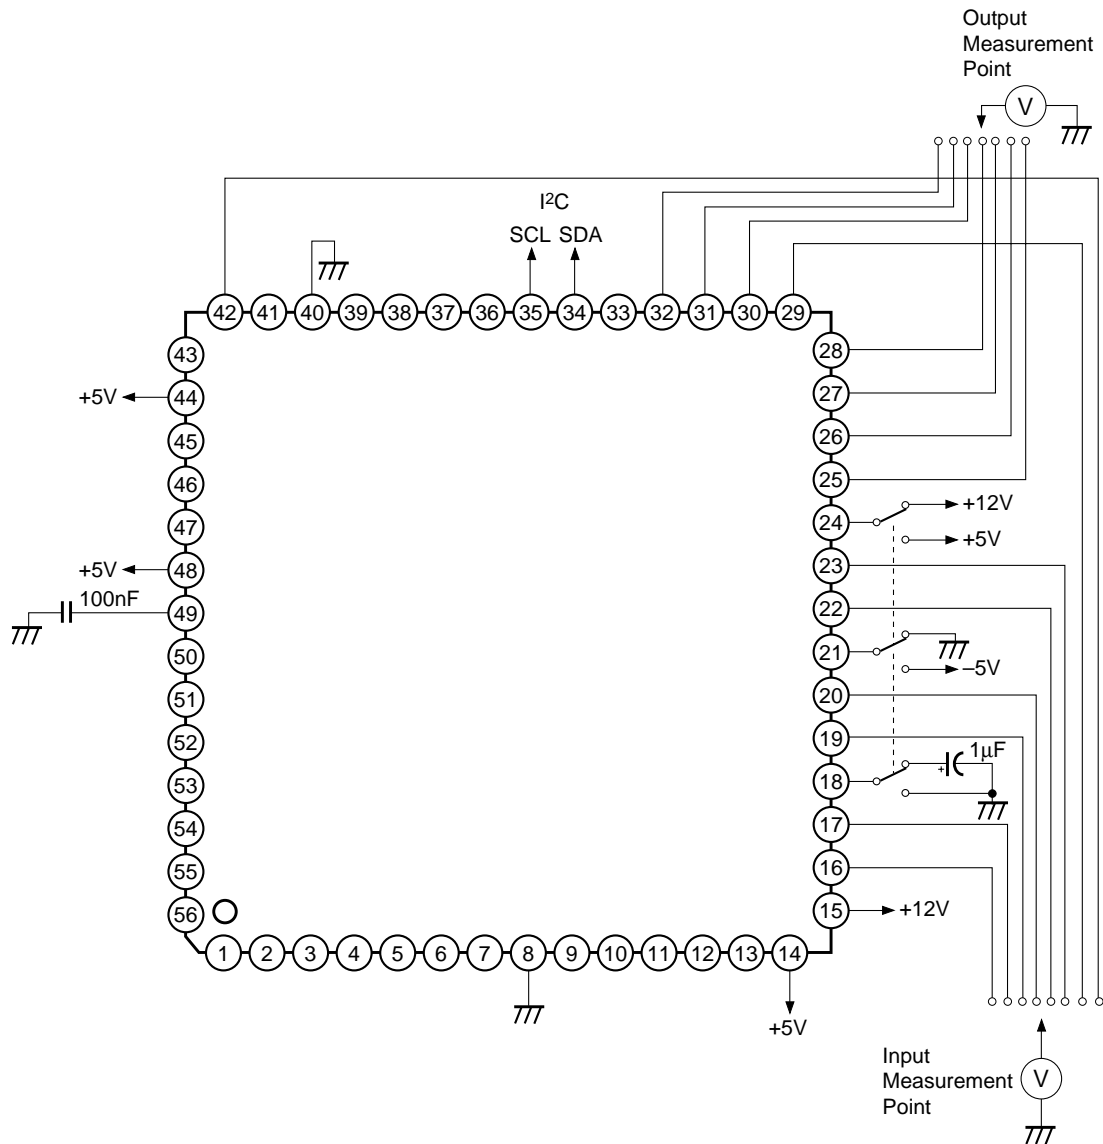 Output
Measurement
Point
V
I²C
SCL SDA
42 41 40 39 38 37 36 35 34 33 32 31 30 29
43
28
44
+5V
27
45
26
46
25
47
24
+12V
+5V
48
+5V
23
49
100nF
22
50
21
–5V
51
20
52
19
53
18
+
1µF
54
17
55
16
56
15
+12V
1 2 3 4 5 6 7 8 9 10 11 12 13 14
+5V
Input
Measurement
Point
V